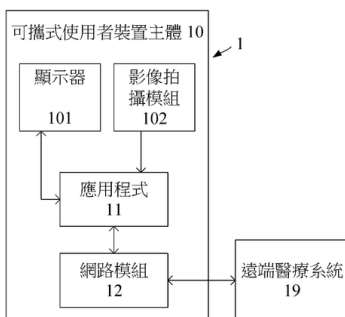 可攜式使用者裝置主體 10
1
顯示器
101
影像拍
攝模組
102
應用程式
11
網路模組
12
遠端醫療系統
19